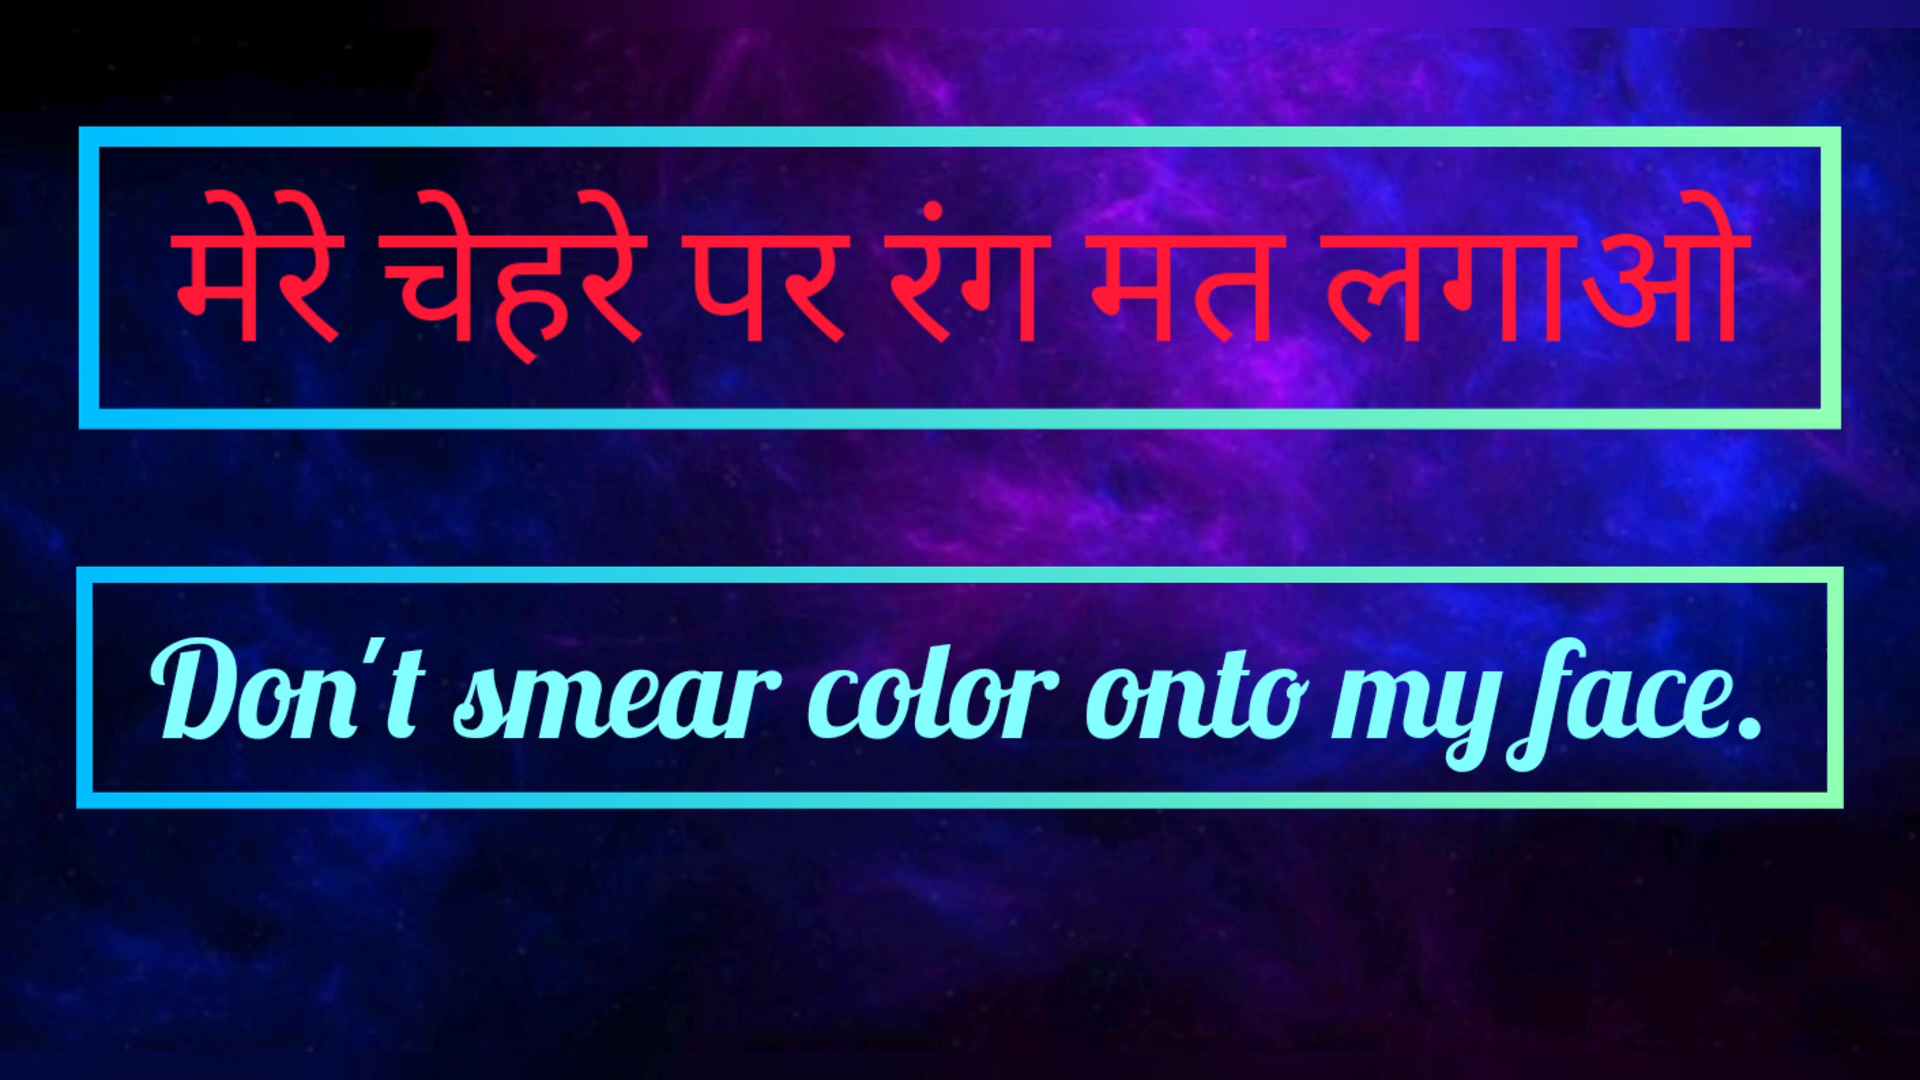 मेरे चेहरे पर रंग मत लगाओ
Don't smear color onto my face.